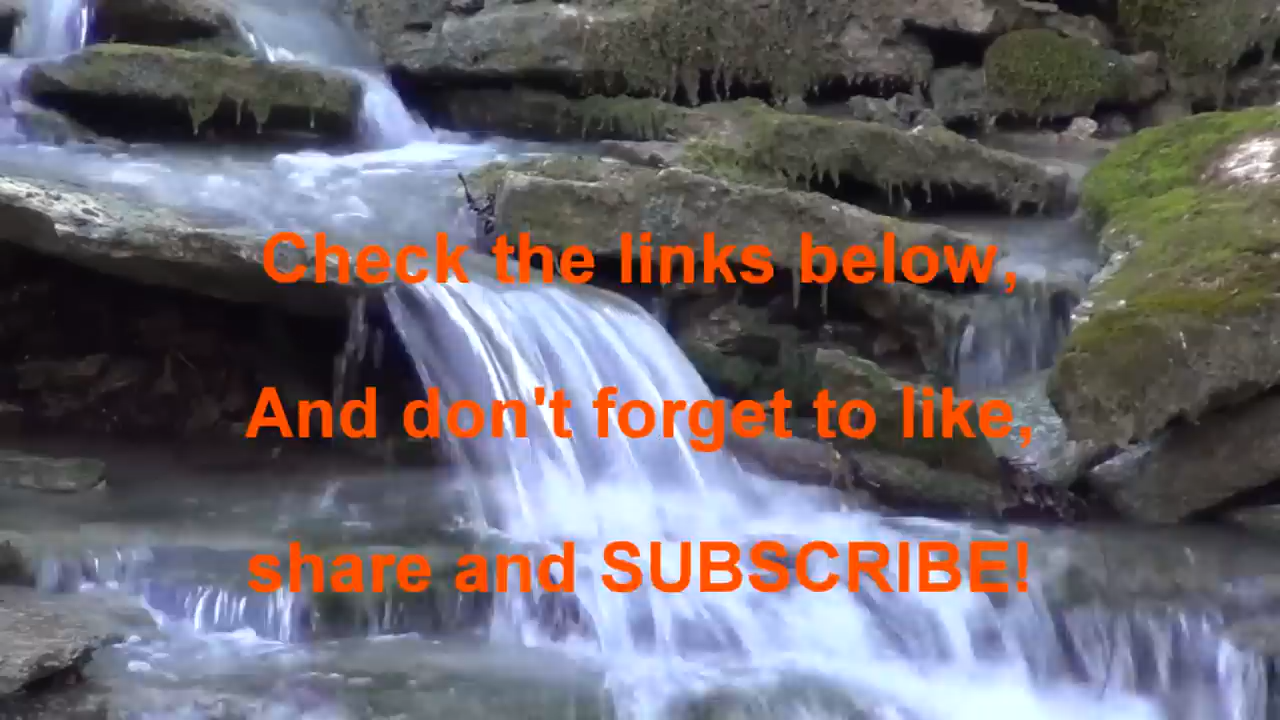 Check the links below,
And don't forget to like,
share and SUBSCRIBE!